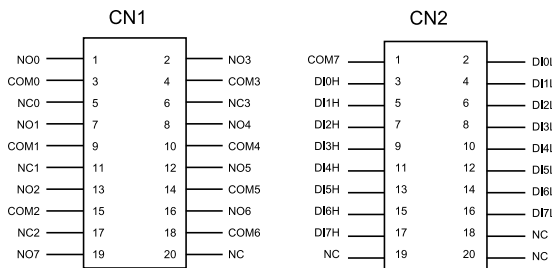 CN1 CN2
NO0 1 2 NO3
COM0 3 4 COM3
NC0 5 6 NC3
NO1 7 8 NO4
COM1 9 10 COM4
NC1 11 12 NO5
NO2 13 14 COM5
COM2 15 16 NO6
NC2 17 18 COM6
NO7 19 20 NC
COM7 1 2 DI0L
DI0H 3 4 DI1L
DI1H 5 6 DI2L
DI2H 7 8 DI3L
DI3H 9 10 DI4L
DI4H 11 12 DI5L
DI5H 13 14 DI6L
DI6H 15 16 DI7L
DI7H 17 18 NC
NC 19 20 NC